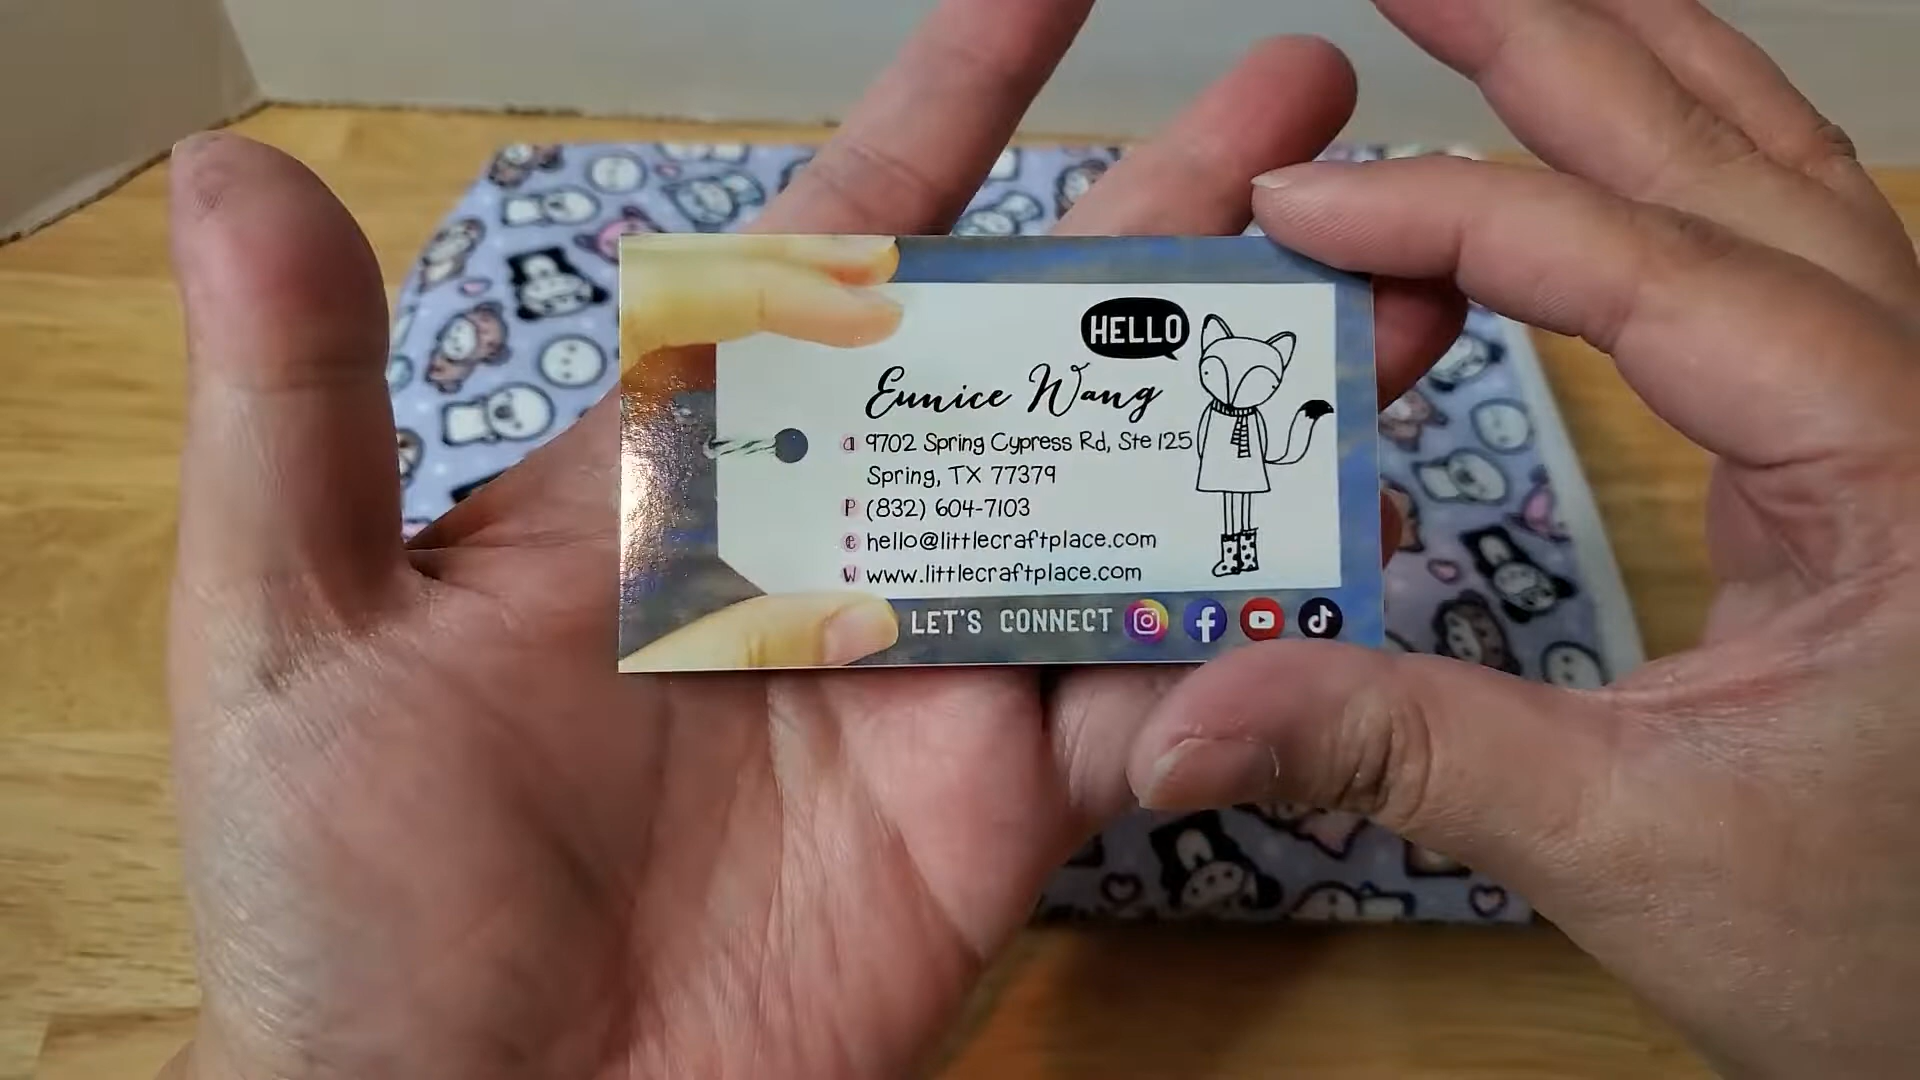 HELLO
Eunice Wang
a 9702 Spring Cypress Rd, Ste 125
Spring, TX 77379
P (832) 604-7103
e hello@littlecraftplace.com
W www.littlecraftplace.com
LET'S CONNECT